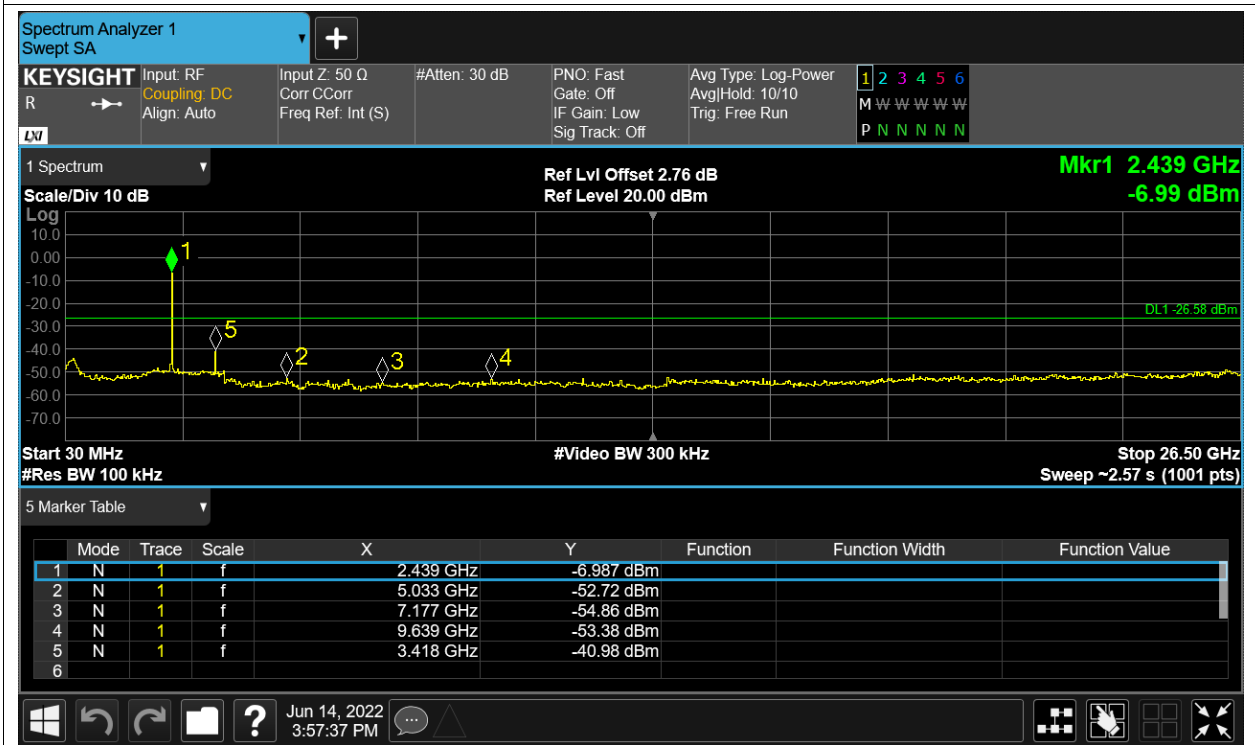 Spectrum Analyzer 1
Swept SA
KEYSIGHT
R
LXI
Input: RF
Coupling: DC
Align: Auto
Input Z: 50 Ω
Corr CCorr
Freq Ref: Int (S)
#Atten: 30 dB
PNO: Fast
Gate: Off
IF Gain: Low
Sig Track: Off
Avg Type: Log-Power
Avg|Hold: 10/10
Trig: Free Run
1 2 3 4 5 6
M W W W W W
P N N N N N
1 Spectrum
Scale/Div 10 dB
Ref Lvl Offset 2.76 dB
Ref Level 20.00 dBm
Mkr1 2.439 GHz
-6.99 dBm
Log
10.0
0.00
-10.0
-20.0
-30.0
-40.0
-50.0
-60.0
-70.0
1
5
2
3
4
DL1 -26.58 dBm
Start 30 MHz
#Video BW 300 kHz
Stop 26.50 GHz
#Res BW 100 kHz
Sweep ~2.57 s (1001 pts)
5 Marker Table
Mode Trace Scale X Y Function Function Width Function Value
1 N 1 f 2.439 GHz -6.987 dBm
2 N 1 f 5.033 GHz -52.72 dBm
3 N 1 f 7.177 GHz -54.86 dBm
4 N 1 f 9.639 GHz -53.38 dBm
5 N 1 f 3.418 GHz -40.98 dBm
6
?
Jun 14, 2022
3:57:37 PM